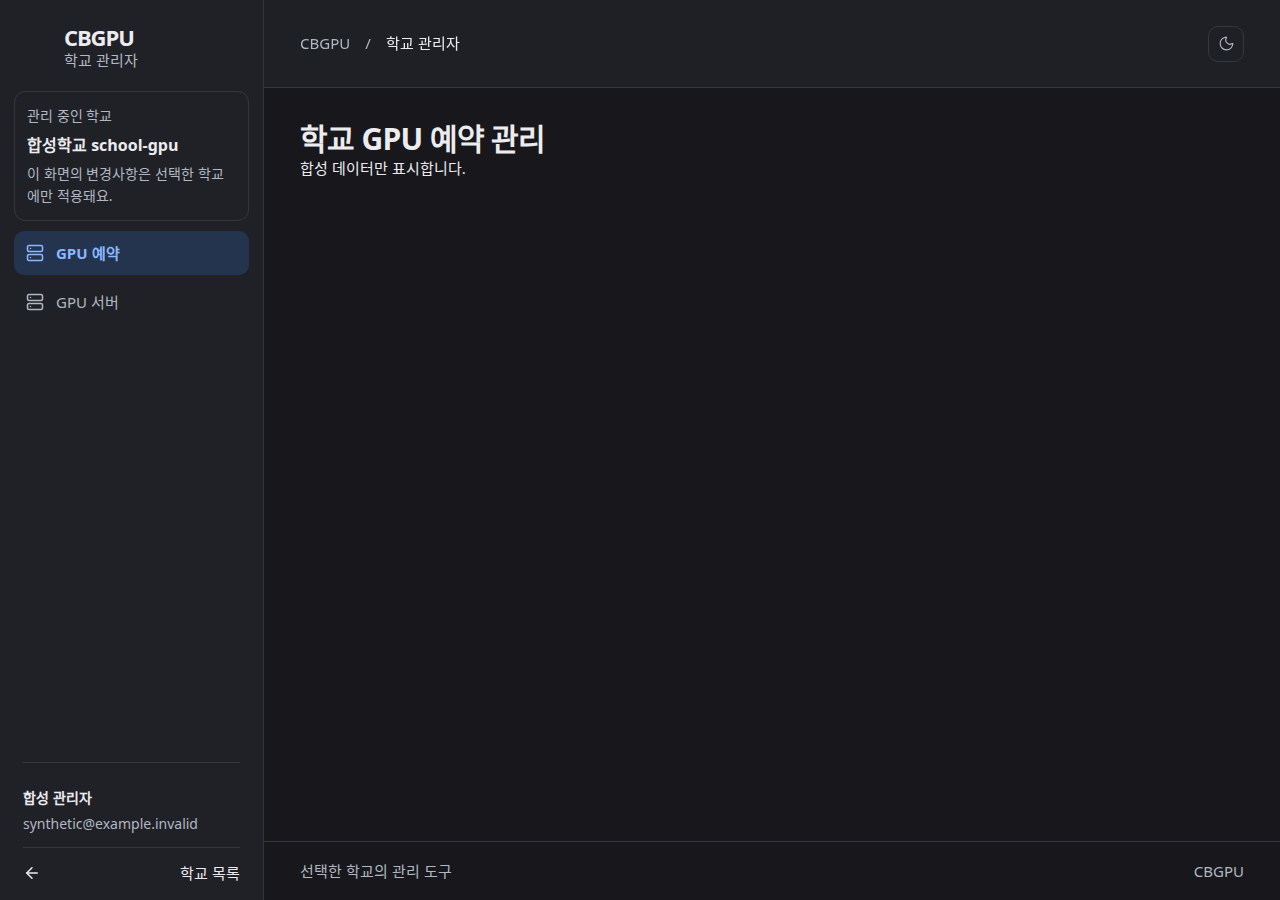 CBGPU
학교 관리자
관리 중인 학교
합성학교 school-gpu
이 화면의 변경사항은 선택한 학교
에만 적용돼요.
GPU 예약
GPU 서버
합성 관리자
synthetic@example.invalid
학교 목록
CBGPU / 학교 관리자
학교 GPU 예약 관리
합성 데이터만 표시합니다.
선택한 학교의 관리 도구
CBGPU